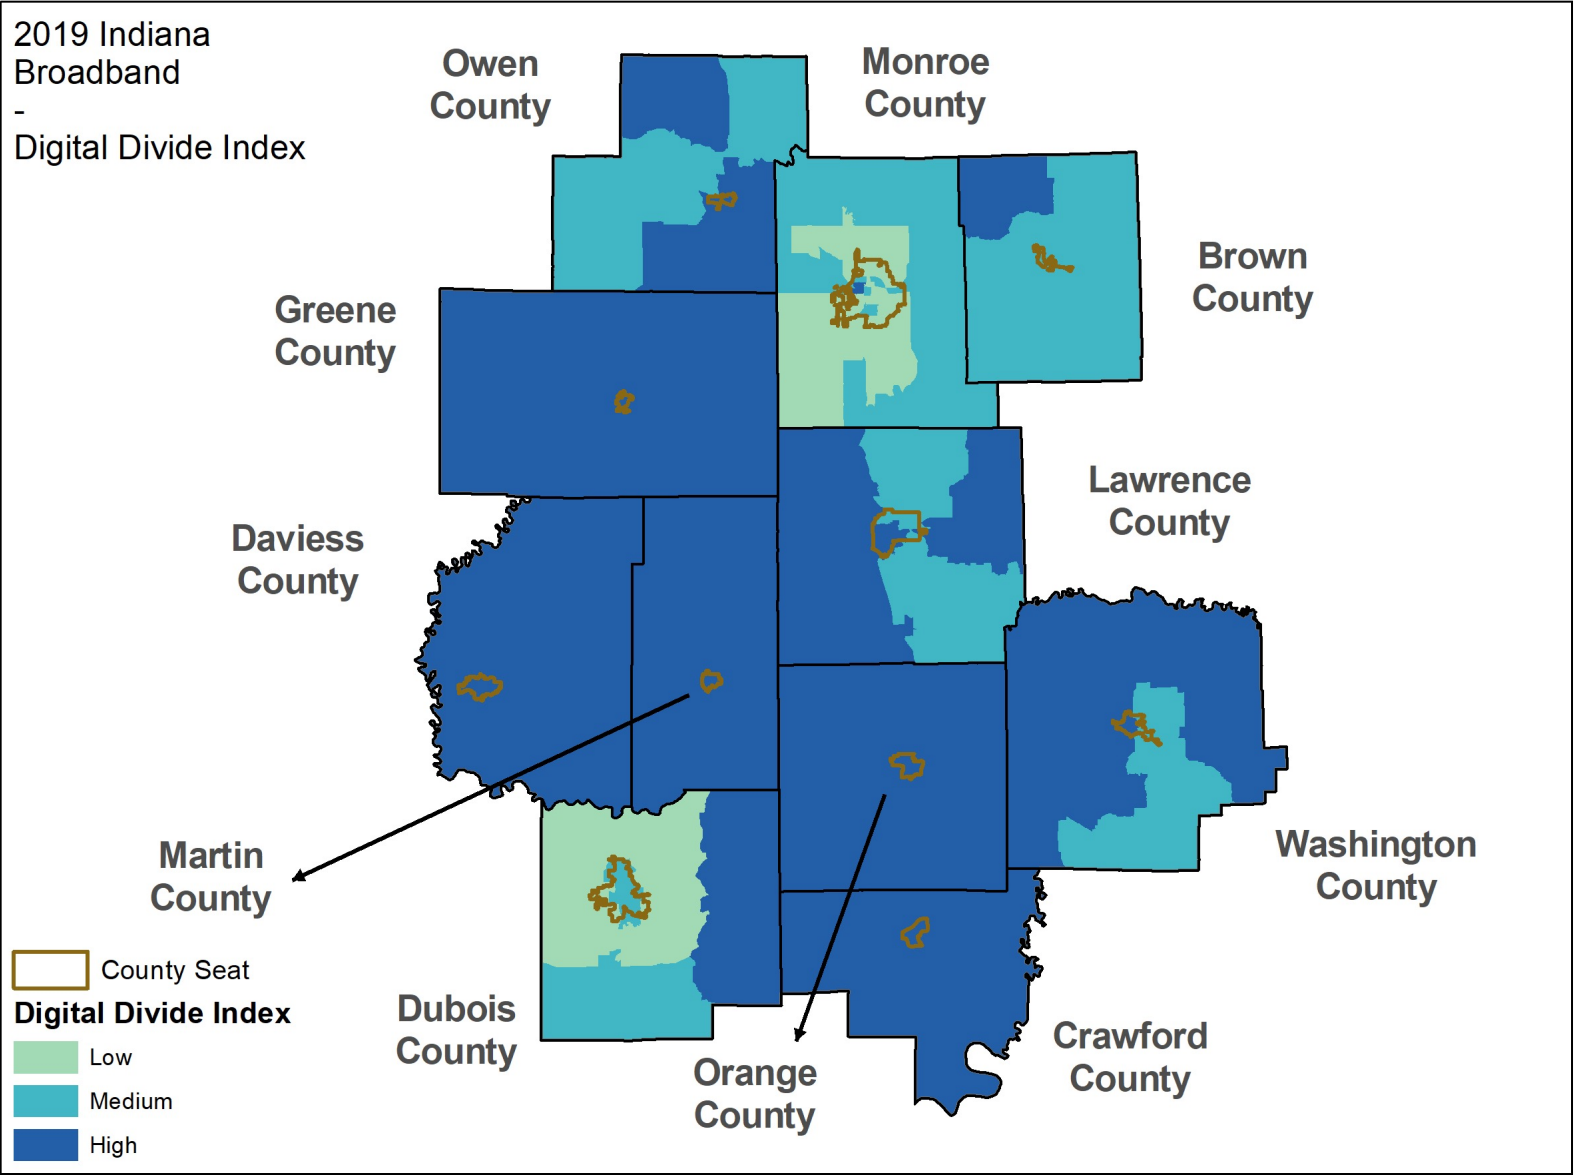 2019 Indiana
Broadband
-
Digital Divide Index
Owen
County
Monroe
County
Brown
County
Greene
County
Lawrence
County
Daviess
County
Martin
County
Washington
County
Dubois
County
Orange
County
Crawford
County
County Seat
Digital Divide Index
Low
Medium
High